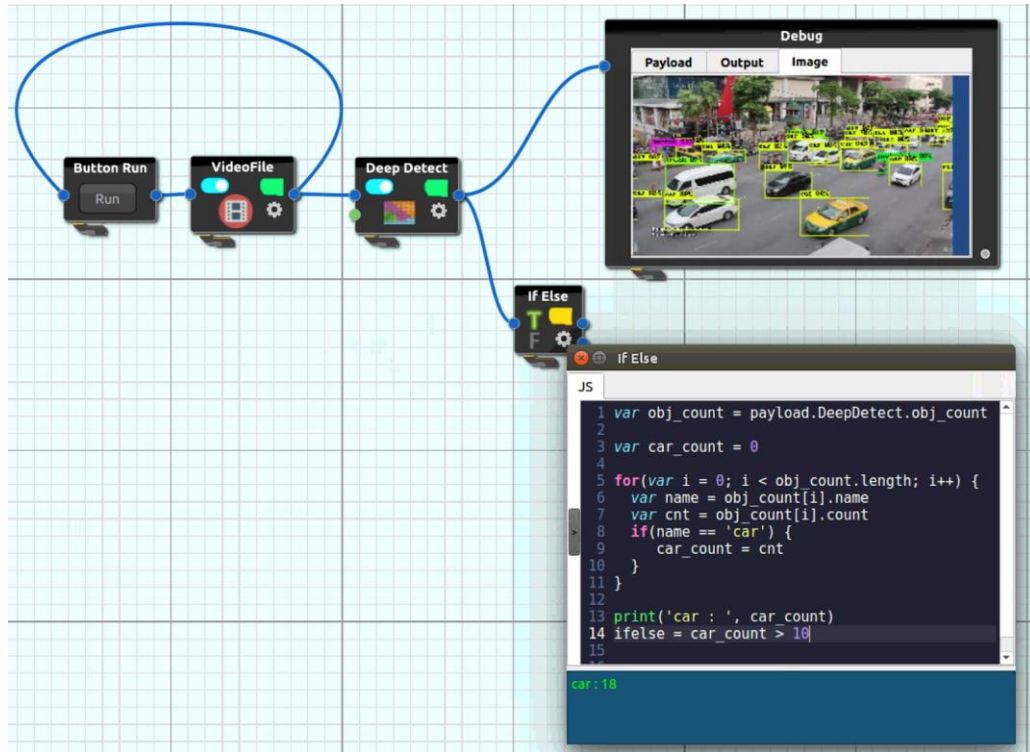 Debug
Payload Output Image
Button Run
Run
VideoFile
Deep Detect
If Else
T
F
If Else
JS
1 var obj_count = payload.DeepDetect.obj_count
2
3 var car_count = 0
4
5 for(var i = 0; i < obj_count.length; i++) {
6   var name = obj_count[i].name
7   var cnt = obj_count[i].count
8   if(name == 'car') {
9      car_count = cnt
10   }
11 }
12
13 print('car : ', car_count)
14 ifelse = car_count > 10
15
car : 18